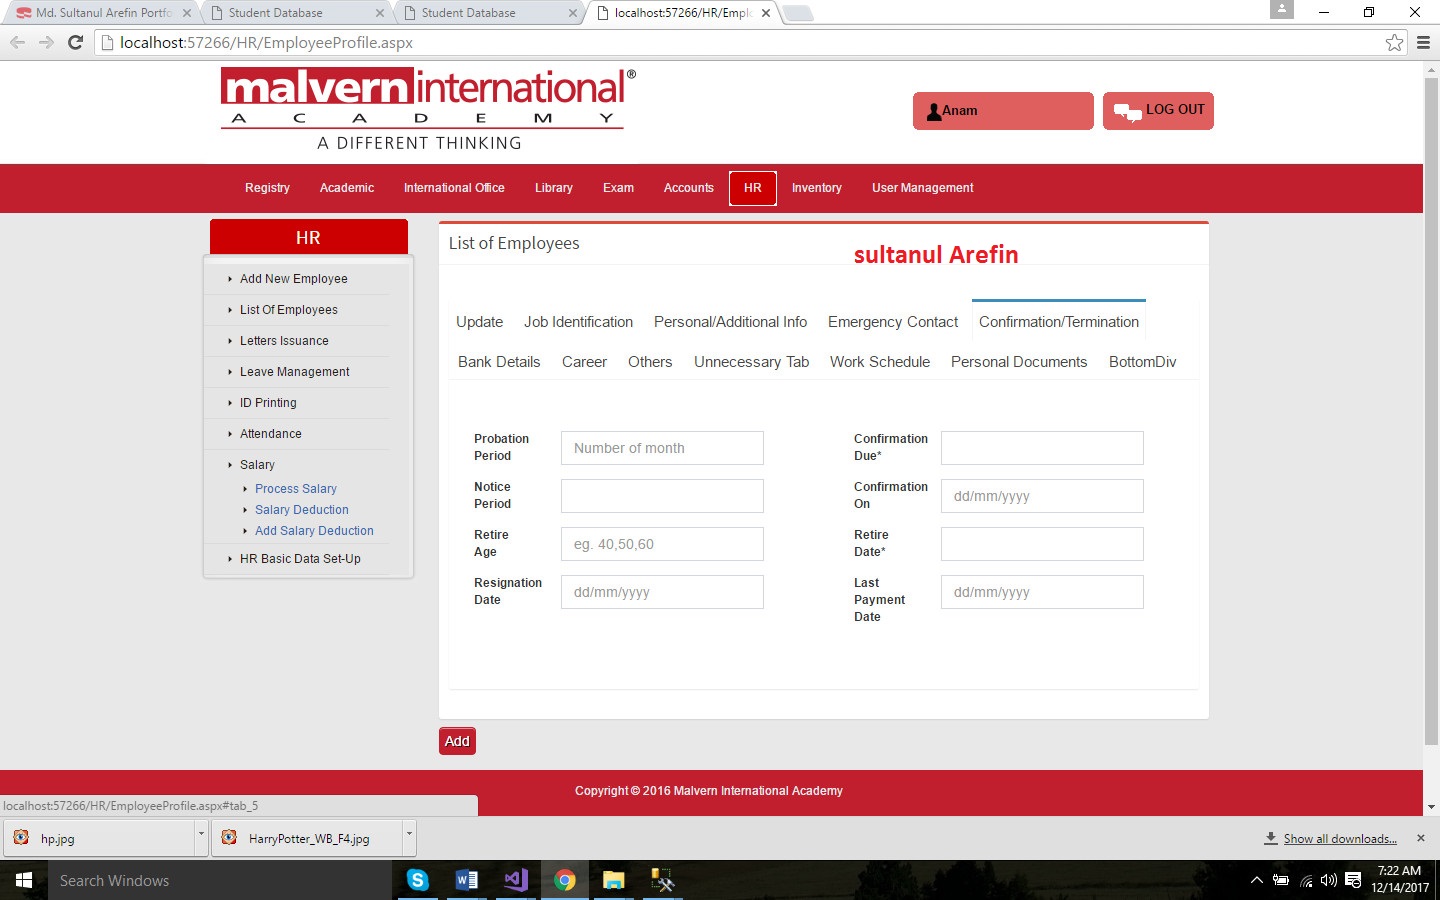 Md. Sultanul Arefin Portfo
Student Database
Student Database
localhost:57266/HR/Empl
localhost:57266/HR/EmployeeProfile.aspx
malvern international ®
ACADEMY
A DIFFERENT THINKING
Anam
LOG OUT
Registry Academic International Office Library Exam Accounts HR Inventory User Management
HR
Add New Employee
List Of Employees
Letters Issuance
Leave Management
ID Printing
Attendance
Salary
Process Salary
Salary Deduction
Add Salary Deduction
HR Basic Data Set-Up
List of Employees
sultanul Arefin
Update Job Identification Personal/Additional Info Emergency Contact Confirmation/Termination
Bank Details Career Others Unnecessary Tab Work Schedule Personal Documents BottomDiv
Probation
Period
Number of month
Confirmation
Due*
Notice
Period
Confirmation
On
dd/mm/yyyy
Retire
Age
eg. 40,50,60
Retire
Date*
Resignation
Date
dd/mm/yyyy
Last
Payment
Date
dd/mm/yyyy
Add
Copyright © 2016 Malvern International Academy
localhost:57266/HR/EmployeeProfile.aspx#tab_5
hp.jpg
HarryPotter_WB_F4.jpg
Show all downloads...
Search Windows
7:22 AM
12/14/2017